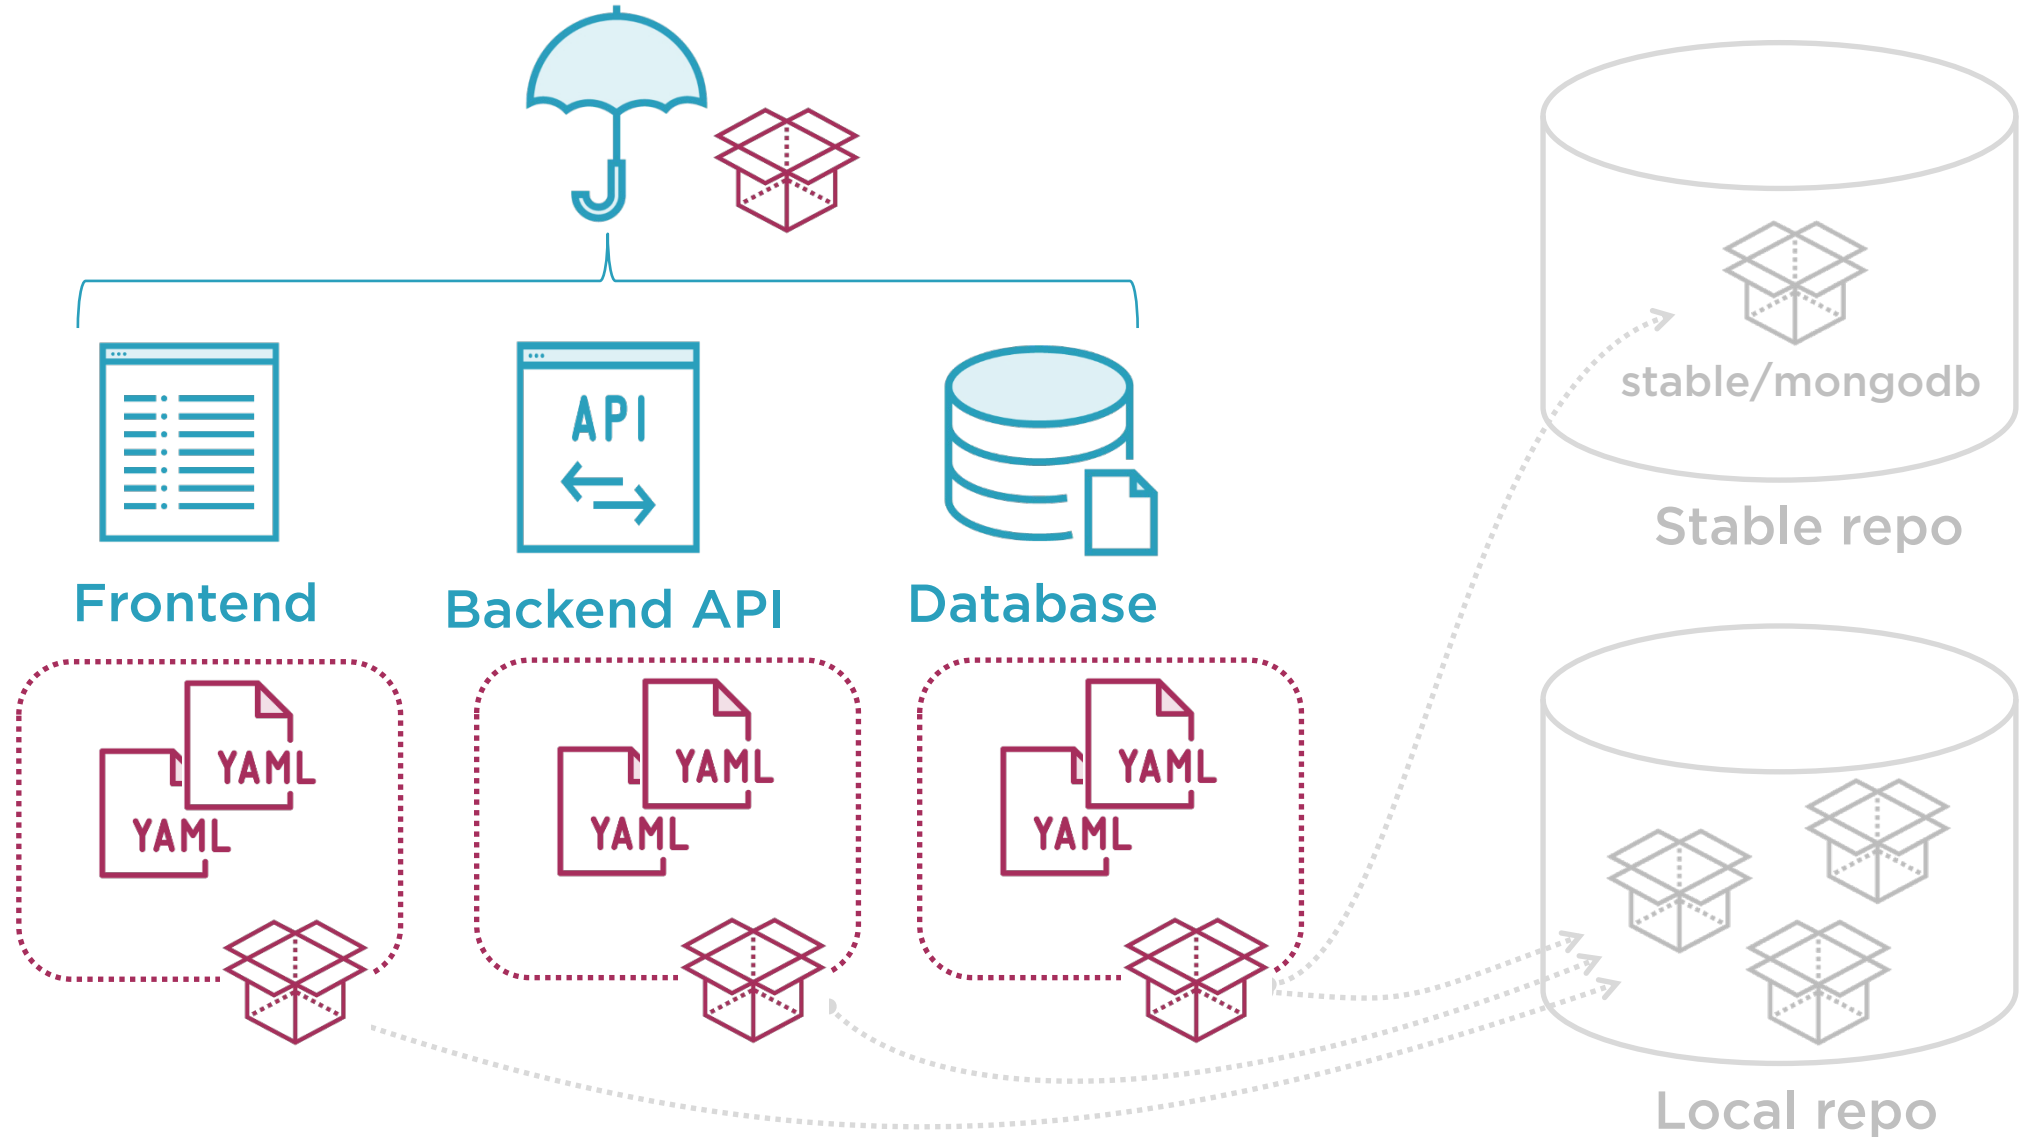 API
Frontend
Backend API
Database
YAML
YAML
YAML
YAML
YAML
YAML
stable/mongodb
Stable repo
Local repo